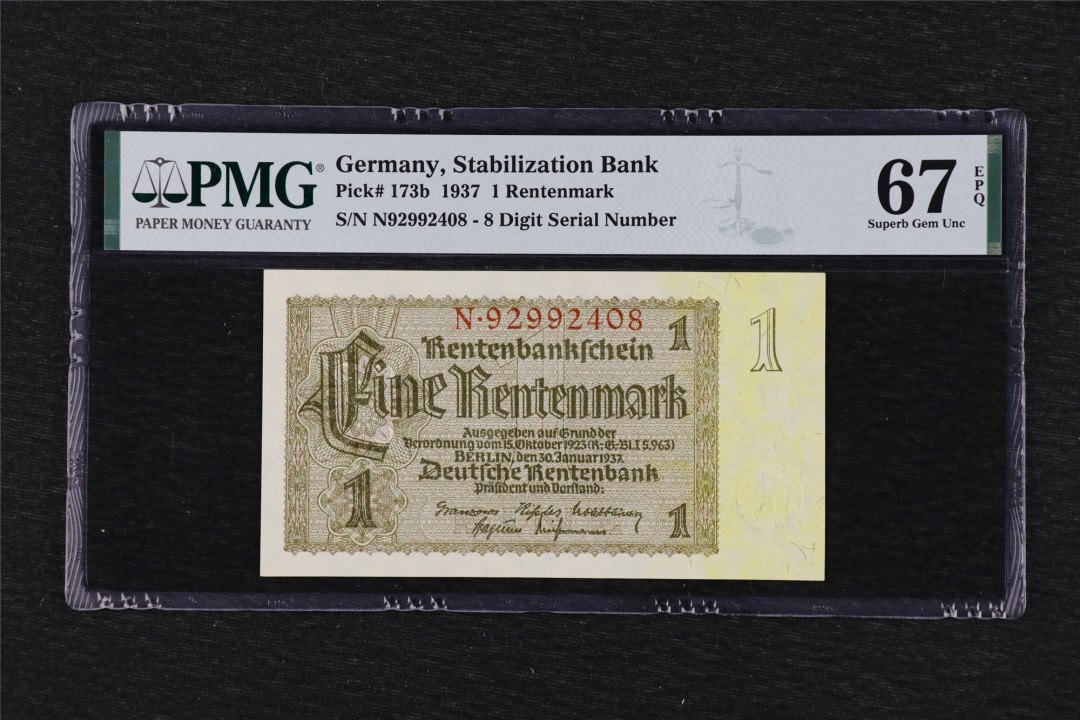 PMG®
PAPER MONEY GUARANTY
Germany, Stabilization Bank
Pick# 173b 1937 1 Rentenmark
S/N N92992408 - 8 Digit Serial Number
67
EPQ
Superb Gem Unc
N·92992408
1
Rentenbankſchein
1
Eine Rentenmark
Ausgegeben auf Grund der
Verordnung vom 15. Oktober 1923 (R.-G.-Bl. I S. 963)
BERLIN, den 30. Januar 1937.
Deutſche Rentenbank
Präſident und Vorſtand:
1
1